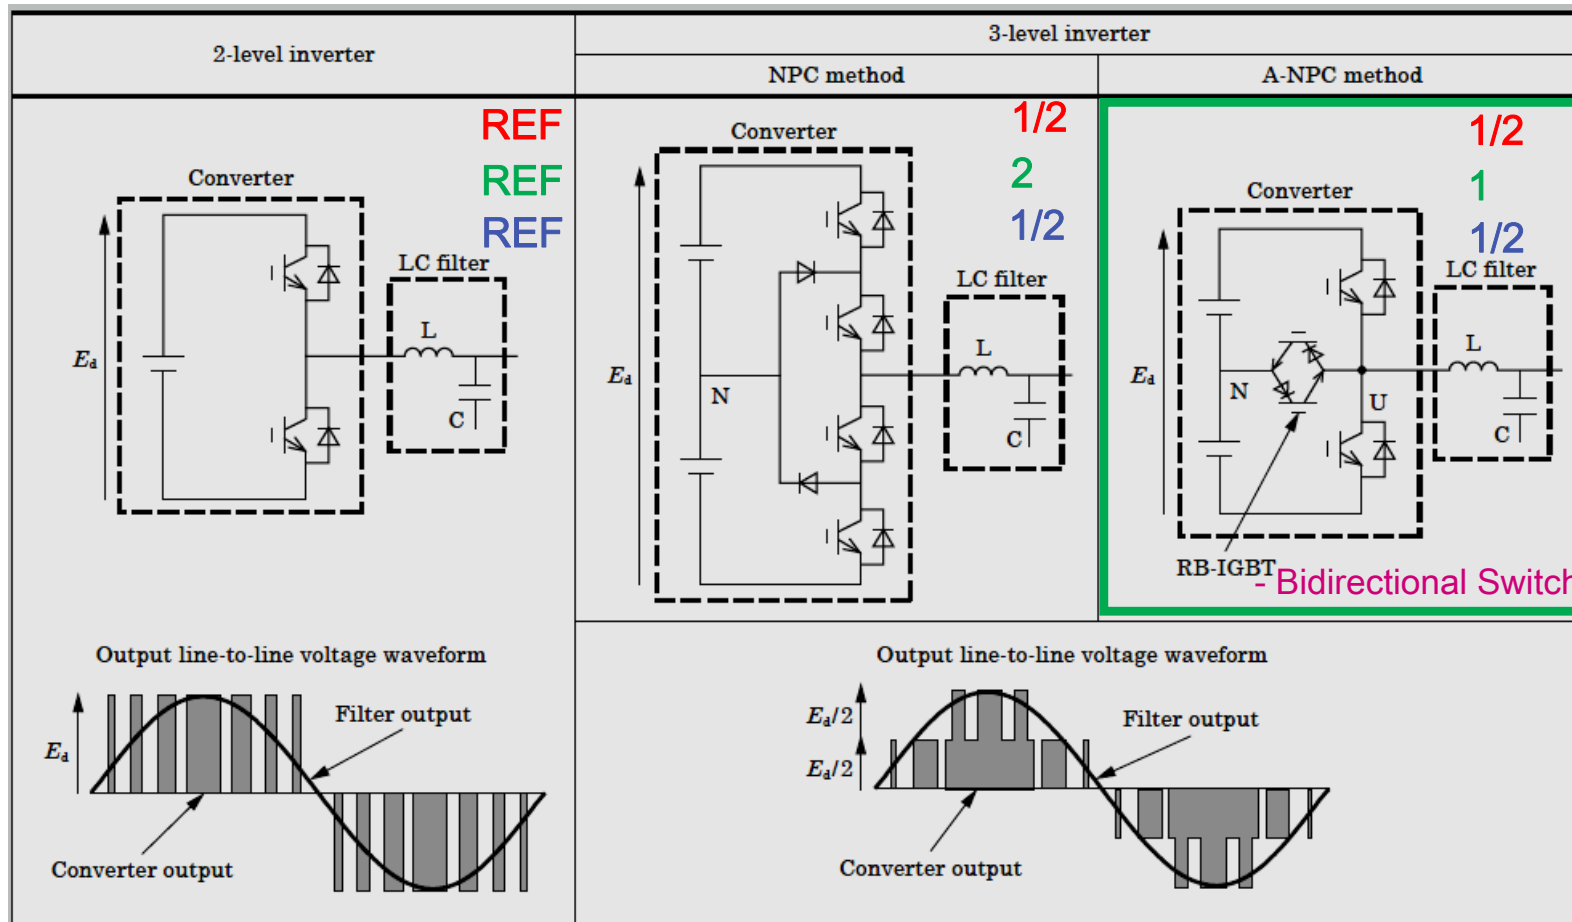 2-level inverter
3-level inverter
NPC method
A-NPC method
REF
REF
REF
Converter
Ed
LC filter
L
C
1/2
2
1/2
Converter
Ed
N
LC filter
L
C
1/2
1
1/2
Converter
Ed
N
U
LC filter
L
C
RB-IGBT
- Bidirectional Switch
Output line-to-line voltage waveform
Ed
Filter output
Converter output
Output line-to-line voltage waveform
Ed/2
Ed/2
Filter output
Converter output